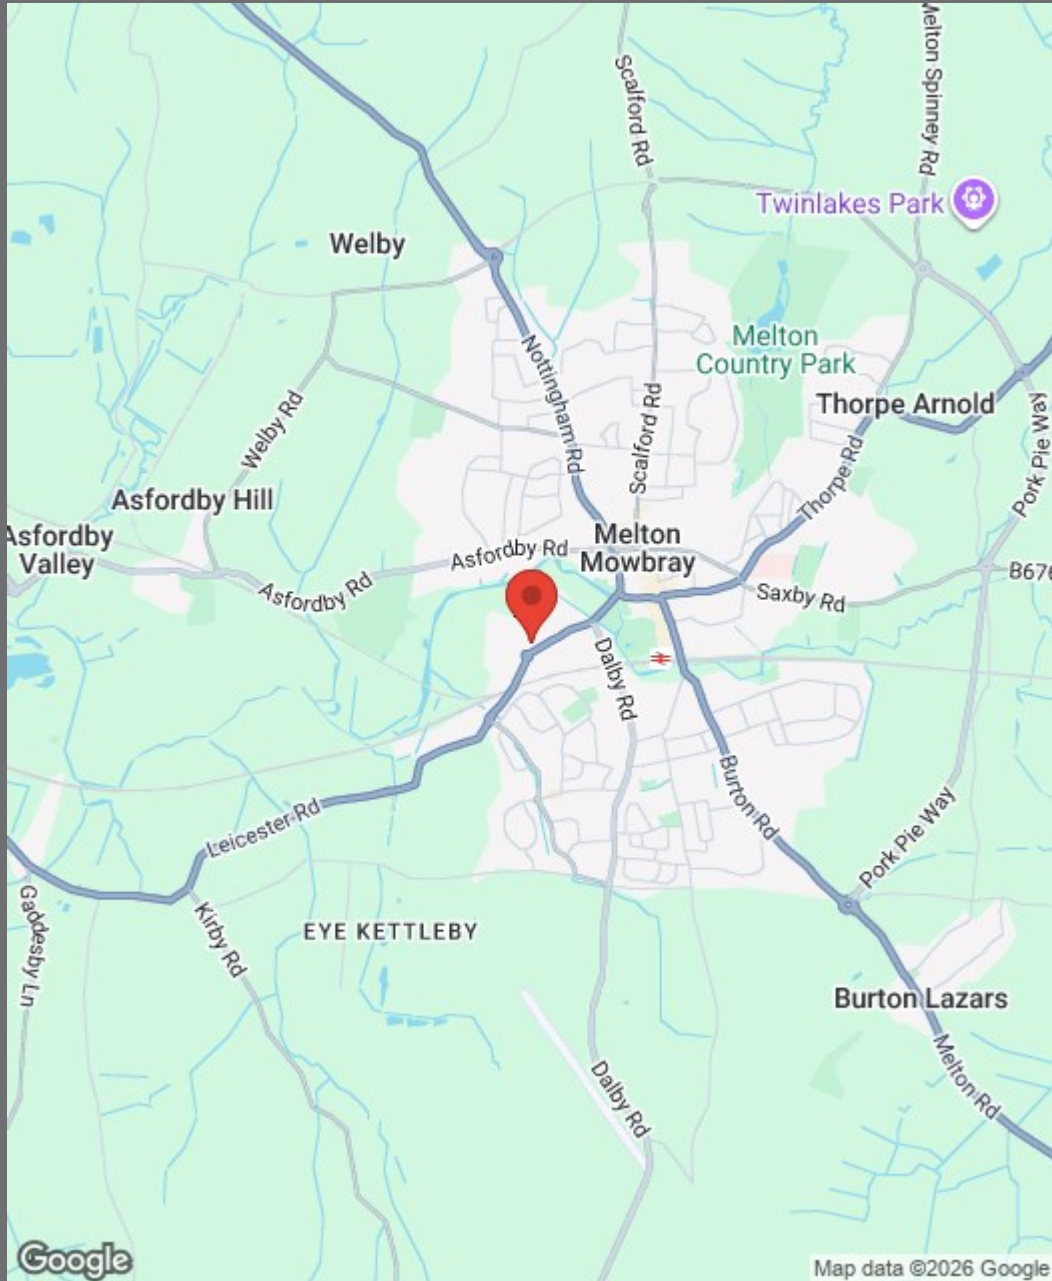 Scalford Rd
Melton Spinney Rd
Twinlakes Park
Welby
Nottingham Rd
Melton
Country Park
Scalford Rd
Thorpe Arnold
Welby Rd
Thorpe Rd
Pork Pie Way
Asfordby Hill
Asfordby
Valley
Asfordby Rd
Melton
Mowbray
Asfordby Rd
Saxby Rd
B676
Dalby Rd
Burton Rd
Leicester Rd
Pork Pie Way
Gaddesby Ln
Kirby Rd
EYE KETTLEBY
Burton Lazars
Melton Rd
Dalby Rd
Google
Map data ©2026 Google